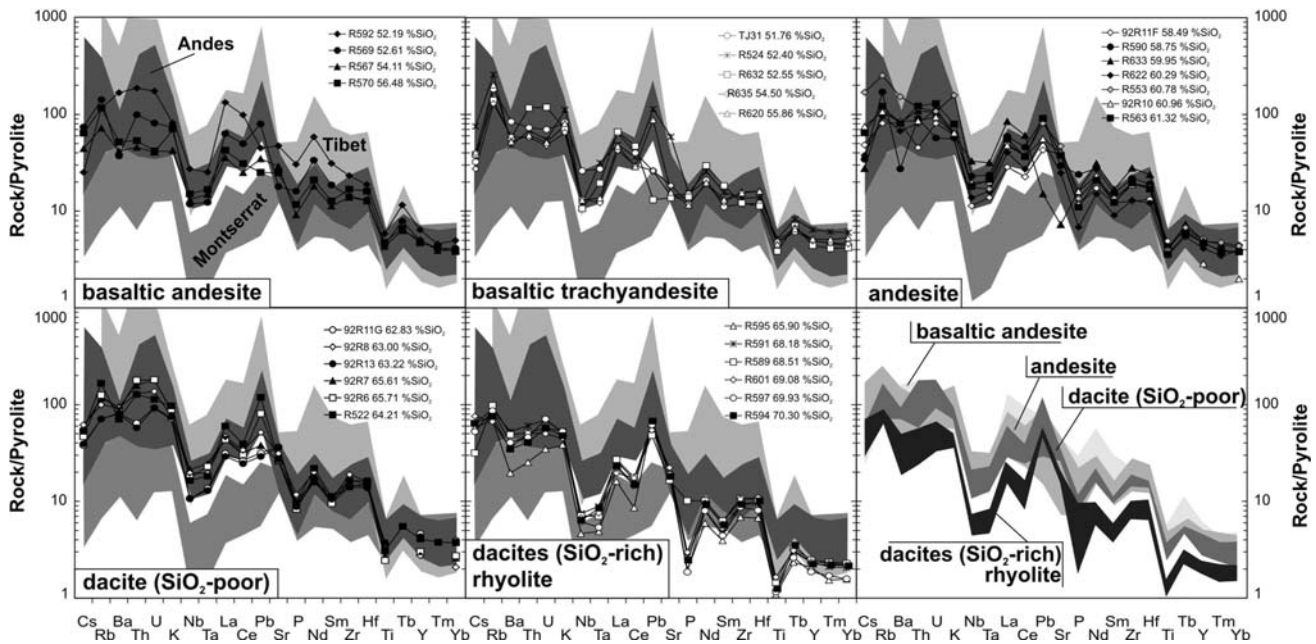 1000
100
10
1
Rock/Pyrolite
Andes
Tibet
Montserrat
R592 52.19 %SiO₂
R569 52.61 %SiO₂
R567 54.11 %SiO₂
R570 56.48 %SiO₂
basaltic andesite
TJ31 51.76 %SiO₂
R524 52.40 %SiO₂
R632 52.55 %SiO₂
R635 54.50 %SiO₂
R620 55.86 %SiO₂
basaltic trachyandesite
92R11F 58.49 %SiO₂
R590 58.75 %SiO₂
R633 59.95 %SiO₂
R622 60.29 %SiO₂
R553 60.78 %SiO₂
92R10 60.96 %SiO₂
R563 61.32 %SiO₂
andesite
1000
100
10
1
Rock/Pyrolite
1000
100
10
1
Rock/Pyrolite
92R11G 62.83 %SiO₂
92R8 63.00 %SiO₂
92R13 63.22 %SiO₂
92R7 65.61 %SiO₂
92R6 65.71 %SiO₂
R522 64.21 %SiO₂
dacite (SiO₂-poor)
R595 65.90 %SiO₂
R591 68.18 %SiO₂
R589 68.51 %SiO₂
R601 69.08 %SiO₂
R597 69.93 %SiO₂
R594 70.30 %SiO₂
dacites (SiO₂-rich)
rhyolite
basaltic andesite
andesite
dacite (SiO₂-poor)
dacites (SiO₂-rich)
rhyolite
1000
100
10
1
Rock/Pyrolite
Cs Ba U Nb La Pb P Sm Hf Tb Tm
Rb Th K Ta Ce Sr Nd Zr Ti Y Yb
Cs Ba U Nb La Pb P Sm Hf Tb Tm
Rb Th K Ta Ce Sr Nd Zr Ti Y Yb
Cs Ba U Nb La Pb P Sm Hf Tb Tm
Rb Th K Ta Ce Sr Nd Zr Ti Y Yb